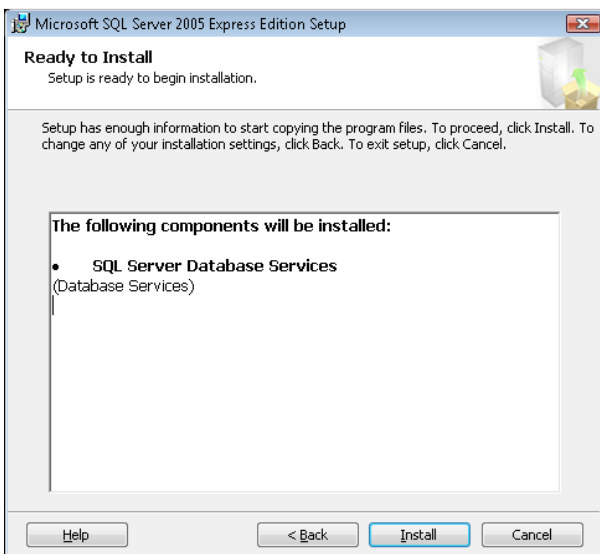 Microsoft SQL Server 2005 Express Edition Setup
Ready to Install
Setup is ready to begin installation.
Setup has enough information to start copying the program files. To proceed, click Install. To
change any of your installation settings, click Back. To exit setup, click Cancel.
The following components will be installed:
• SQL Server Database Services
(Database Services)
Help
< Back
Install
Cancel